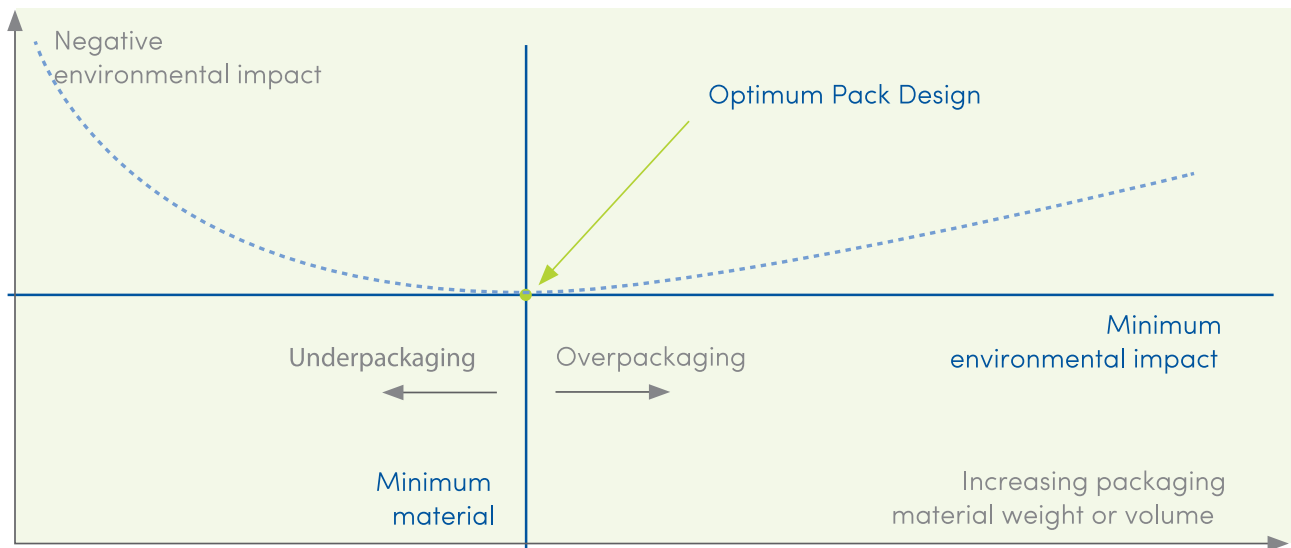 Negative
environmental impact
Optimum Pack Design
Minimum
environmental impact
Underpackaging
Overpackaging
Minimum
material
Increasing packaging
material weight or volume